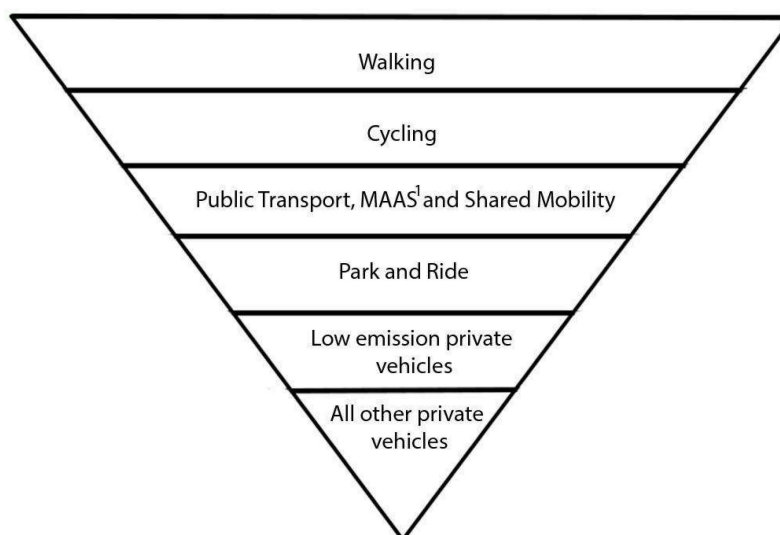 Walking
Cycling
Public Transport, MAAS¹ and Shared Mobility
Park and Ride
Low emission private
vehicles
All other private
vehicles